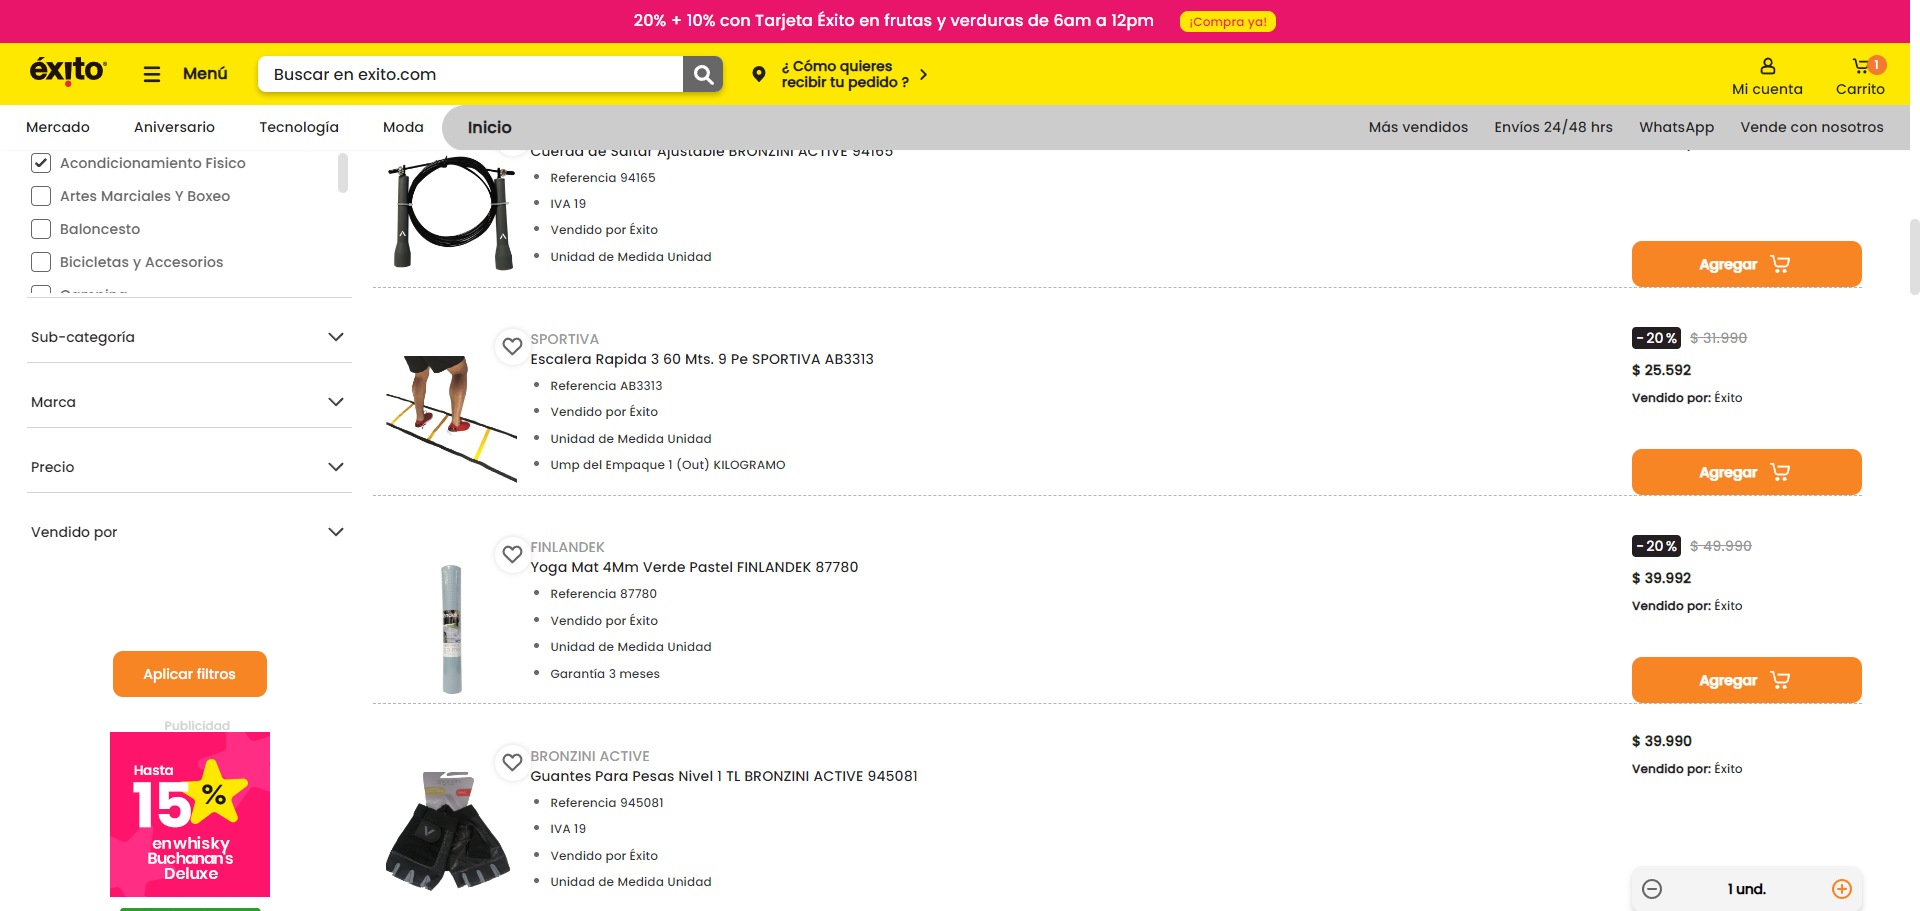 20% + 10% con Tarjeta Éxito en frutas y verduras de 6am a 12pm
¡Compra ya!
éxito
Menú
Buscar en exito.com
¿ Cómo quieres
recibir tu pedido ?
Mi cuenta
1
Carrito
Mercado
Aniversario
Tecnología
Moda
Inicio
Más vendidos
Envíos 24/48 hrs
WhatsApp
Vende con nosotros
Acondicionamiento Fisico
Artes Marciales Y Boxeo
Baloncesto
Bicicletas y Accesorios
Camping
Sub-categoría
Marca
Precio
Vendido por
Aplicar filtros
Publicidad
Hasta
15%
en whisky
Buchanan's
Deluxe
Cuerda de Saltar Ajustable BRONZINI ACTIVE 94165
Referencia 94165
IVA 19
Vendido por Éxito
Unidad de Medida Unidad
Agregar
SPORTIVA
Escalera Rapida 3 60 Mts. 9 Pe SPORTIVA AB3313
Referencia AB3313
Vendido por Éxito
Unidad de Medida Unidad
Ump del Empaque 1 (Out) KILOGRAMO
-20% $ 31.990
$ 25.592
Vendido por: Éxito
Agregar
FINLANDEK
Yoga Mat 4Mm Verde Pastel FINLANDEK 87780
Referencia 87780
Vendido por Éxito
Unidad de Medida Unidad
Garantía 3 meses
-20% $ 49.990
$ 39.992
Vendido por: Éxito
Agregar
BRONZINI ACTIVE
Guantes Para Pesas Nivel 1 TL BRONZINI ACTIVE 945081
Referencia 945081
IVA 19
Vendido por Éxito
Unidad de Medida Unidad
$ 39.990
Vendido por: Éxito
1 und.